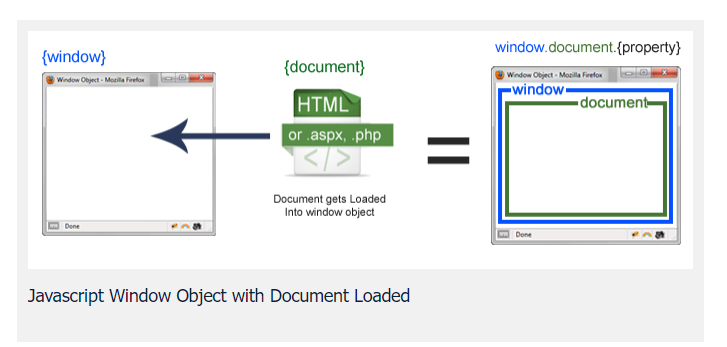 {window}
Window Object - Mozilla Firefox
Done
{document}
HTML
or .aspx, .php
</>
Document gets Loaded
Into window object
=
window.document.{property}
Window Object - Mozilla Firefox
window
document
Done
Javascript Window Object with Document Loaded